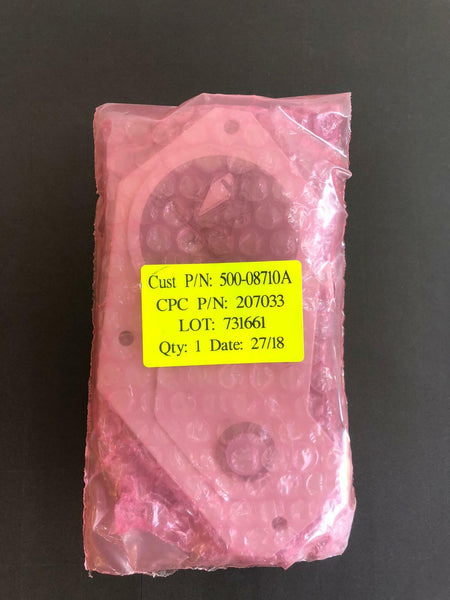 Cust P/N: 500-08710A
CPC P/N: 207033
LOT: 731661
Qty: 1 Date: 27/18